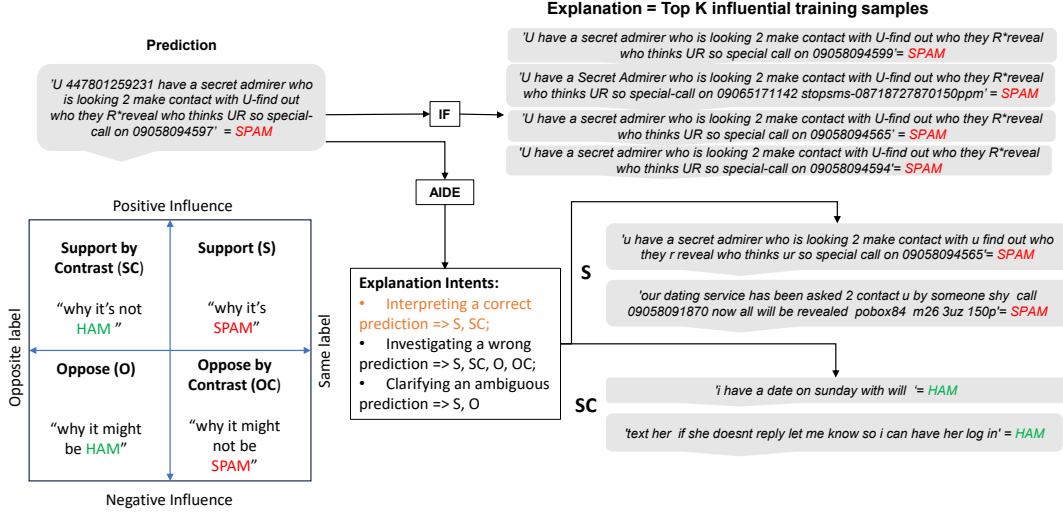 Explanation = Top K influential training samples
Prediction
'U 447801259231 have a secret admirer who
is looking 2 make contact with U-find out
who they R*reveal who thinks UR so special-
call on 09058094597' = SPAM
IF
'U have a secret admirer who is looking 2 make contact with U-find out who they R*reveal
who thinks UR so special call on 09058094599'= SPAM
'U have a Secret Admirer who is looking 2 make contact with U-find out who they R*reveal
who thinks UR so special-call on 09065171142 stopsms-08718727870150ppm' = SPAM
'U have a secret admirer who is looking 2 make contact with U-find out who they R*reveal
who thinks UR so special call on 09058094565' = SPAM
'U have a secret admirer who is looking 2 make contact with U-find out who they R*reveal
who thinks UR so special-call on 09058094594'= SPAM
AIDE
Positive Influence
Opposite label
Same label
Support by
Contrast (SC)
"why it's not
HAM "
Support (S)
"why it's
SPAM"
Oppose (O)
"why it might
be HAM"
Oppose by
Contrast (OC)
"why it might
not be
SPAM"
Negative Influence
Explanation Intents:
• Interpreting a correct
prediction => S, SC;
• Investigating a wrong
prediction => S, SC, O, OC;
• Clarifying an ambiguous
prediction => S, O
S
'u have a secret admirer who is looking 2 make contact with u find out who
they r reveal who thinks ur so special call on 09058094565'= SPAM
'our dating service has been asked 2 contact u by someone shy call
09058091870 now all will be revealed pobox84 m26 3uz 150p'= SPAM
SC
'i have a date on sunday with will '= HAM
'text her if she doesnt reply let me know so i can have her log in' = HAM